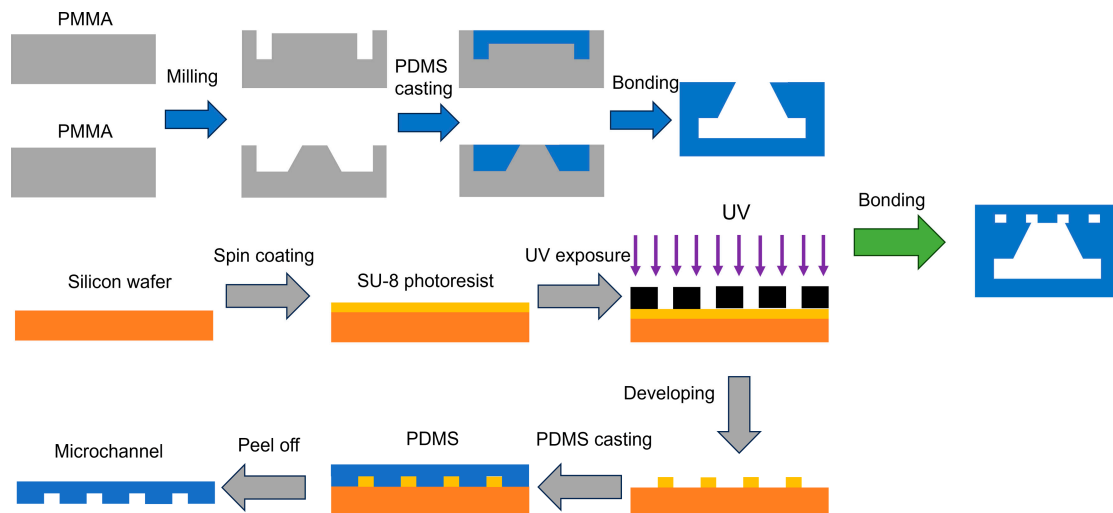 PMMA
Milling
PDMS
casting
Bonding
PMMA
UV
Bonding
Spin coating
UV exposure
Silicon wafer
SU-8 photoresist
Developing
Microchannel
Peel off
PDMS
PDMS casting